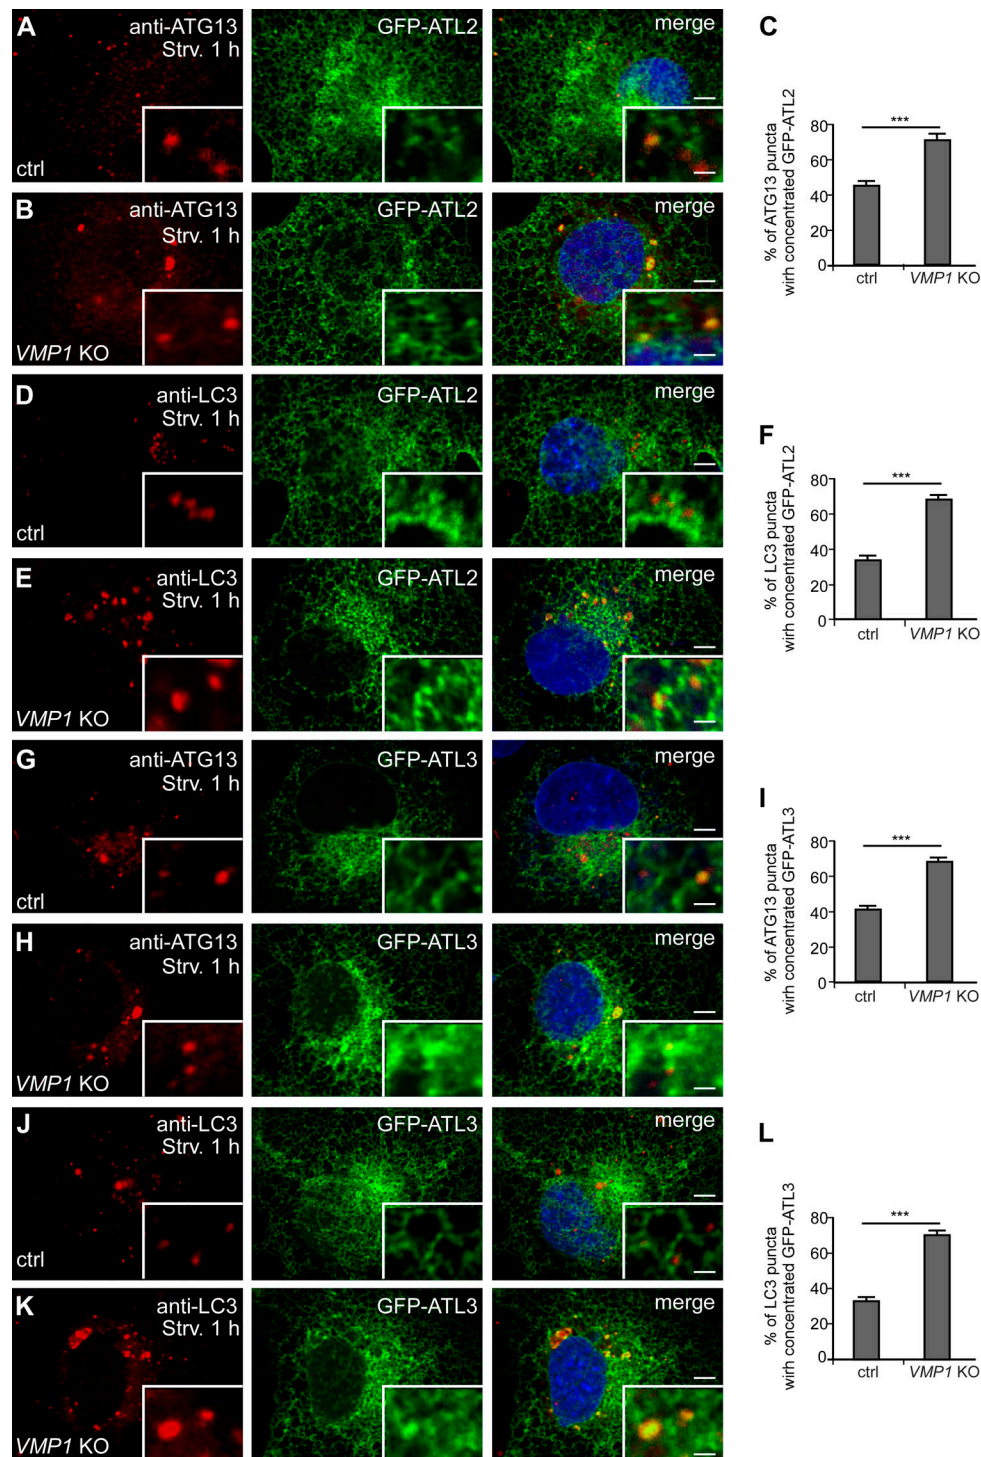 A
anti-ATG13
Strv. 1 h
ctrl
GFP-ATL2
merge
B
anti-ATG13
Strv. 1 h
VMP1 KO
GFP-ATL2
merge
C
% of ATG13 puncta
wirh concentrated GFP-ATL2
80
60
40
20
0
***
ctrl
VMP1 KO
D
anti-LC3
Strv. 1 h
ctrl
GFP-ATL2
merge
E
anti-LC3
Strv. 1 h
VMP1 KO
GFP-ATL2
merge
F
% of LC3 puncta
wirh concentrated GFP-ATL2
80
60
40
20
0
***
ctrl
VMP1 KO
G
anti-ATG13
Strv. 1 h
ctrl
GFP-ATL3
merge
H
anti-ATG13
Strv. 1 h
VMP1 KO
GFP-ATL3
merge
I
% of ATG13 puncta
wirh concentrated GFP-ATL3
80
60
40
20
0
***
ctrl
VMP1 KO
J
anti-LC3
Strv. 1 h
ctrl
GFP-ATL3
merge
K
anti-LC3
Strv. 1 h
VMP1 KO
GFP-ATL3
merge
L
% of LC3 puncta
wirh concentrated GFP-ATL3
80
60
40
20
0
***
ctrl
VMP1 KO